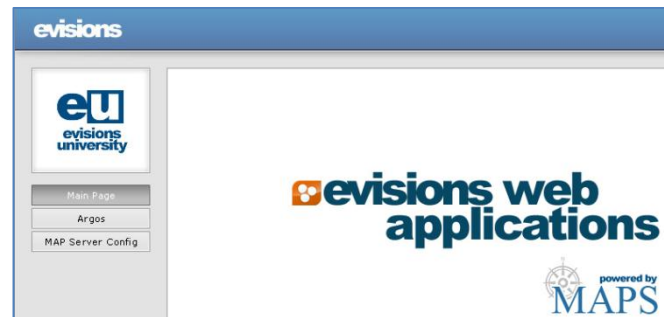 evisions
eu
evisions
university
Main Page
Argos
MAP Server Config
evisions web
applications
powered by
MAPS